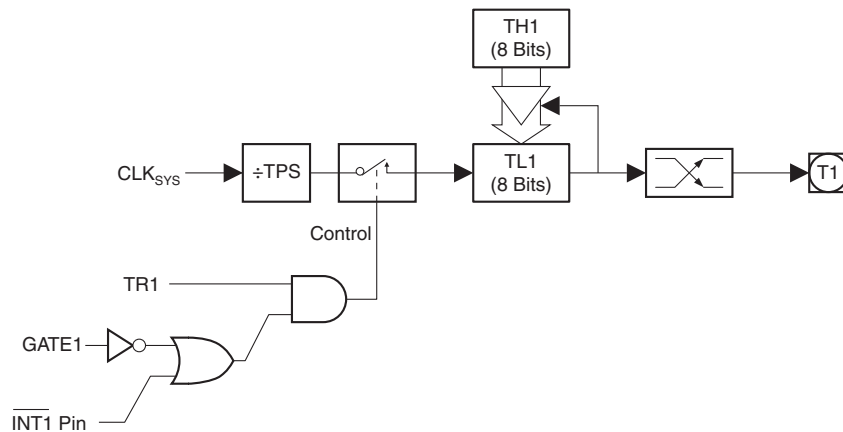 TH1
(8 Bits)
CLKSYS
÷TPS
TL1
(8 Bits)
T1
Control
TR1
GATE1
INT1 Pin